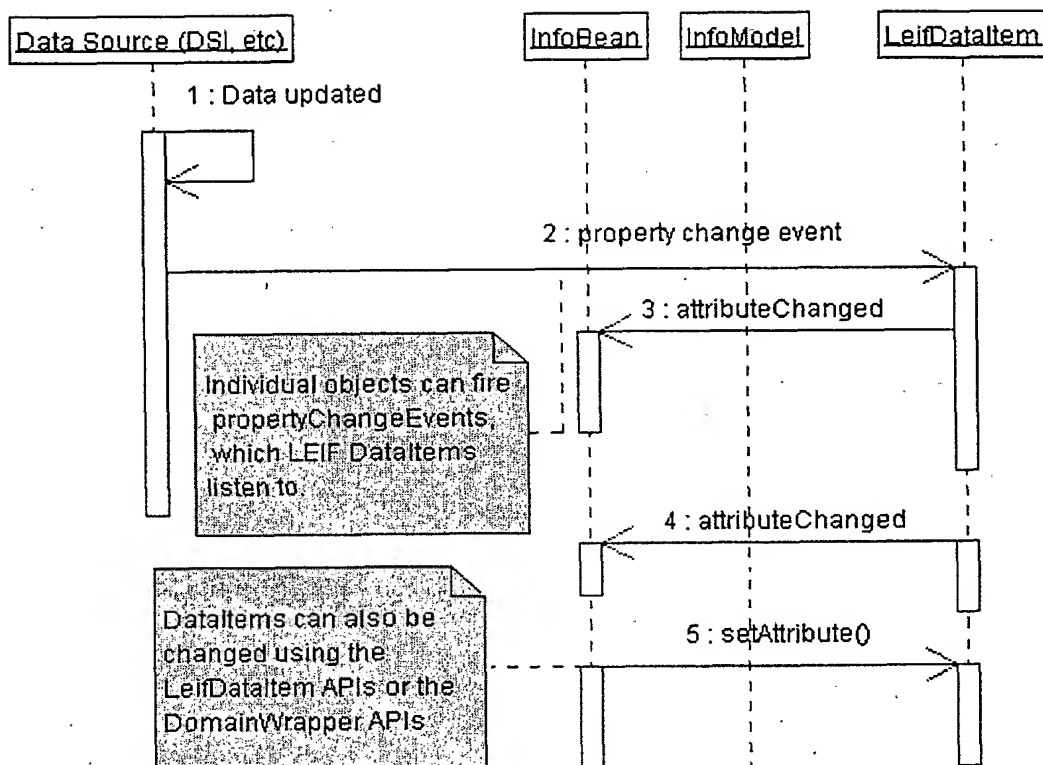 Data Source (DSI, etc)
InfoBean
InfoModel
LeifDataItem
1 : Data updated
2 : property change event
3 : attributeChanged
Individual objects can fire
propertyChangeEvents,
which LEIF DataItems
listen to.
4 : attributeChanged
DataItems can also be
changed using the
LeifDataItem APIs or the
DomainWrapper APIs
5 : setAttribute()